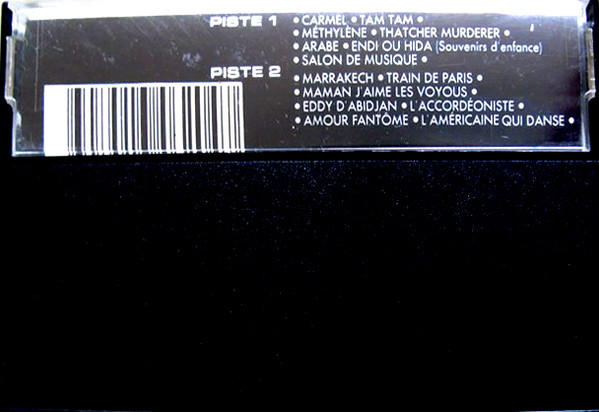 PISTE 1 • CARMEL • TAM TAM •
• MÉTHYLÈNE • THATCHER MURDERER •
• ARABE • ENDI OU HIDA (Souvenirs d'enfance)
• SALON DE MUSIQUE •
PISTE 2 • MARRAKECH • TRAIN DE PARIS •
• MAMAN J'AIME LES VOYOUS •
• EDDY D'ABIDJAN • L'ACCORDÉONISTE •
• AMOUR FANTÔME • L'AMÉRICAINE QUI DANSE •